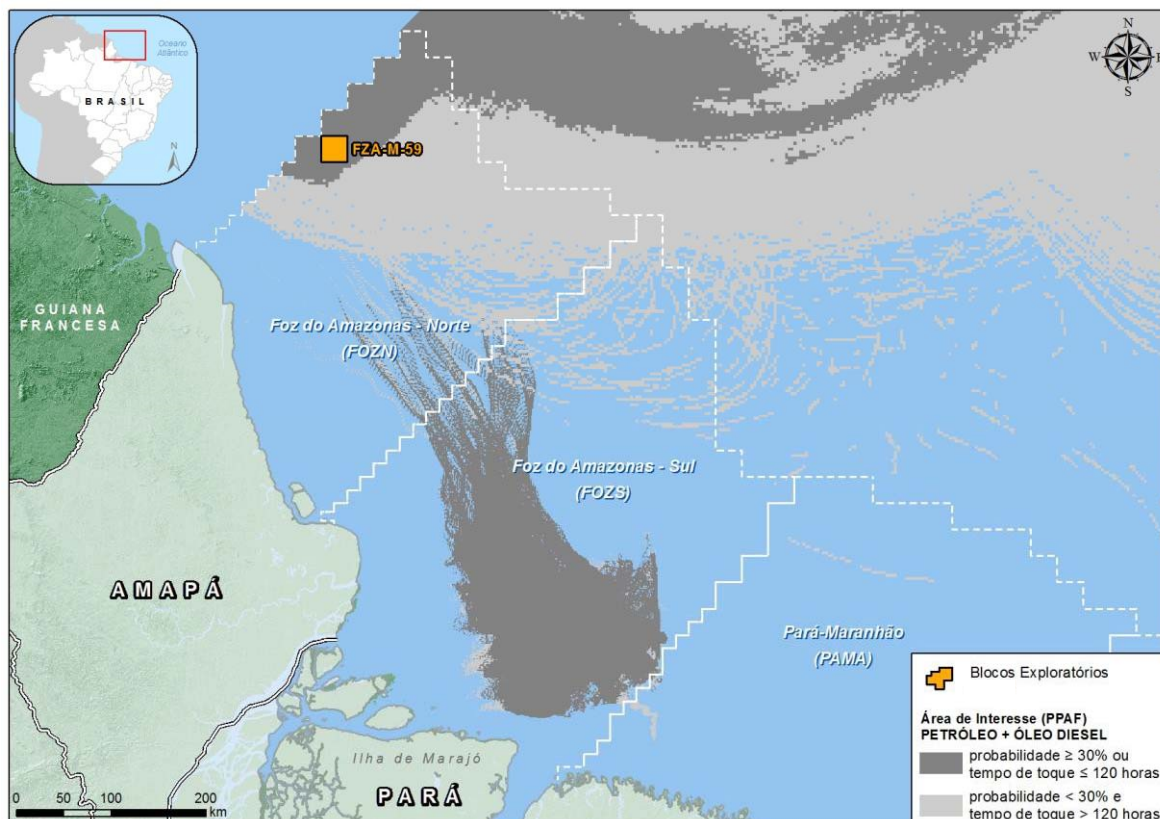 Oceano
Atlântico
BRASIL
N
N
W
E
S
FZA-M-59
GUIANA
FRANCESA
Foz do Amazonas - Norte
(FOZN)
Foz do Amazonas - Sul
(FOZS)
AMAPÁ
Pará-Maranhão
(PAMA)
Ilha de Marajó
PARÁ
0 50 100 200
km
Blocos Exploratórios
Área de Interesse (PPAF)
PETRÓLEO + ÓLEO DIESEL
probabilidade ≥ 30% ou
tempo de toque ≤ 120 horas
probabilidade < 30% e
tempo de toque > 120 horas